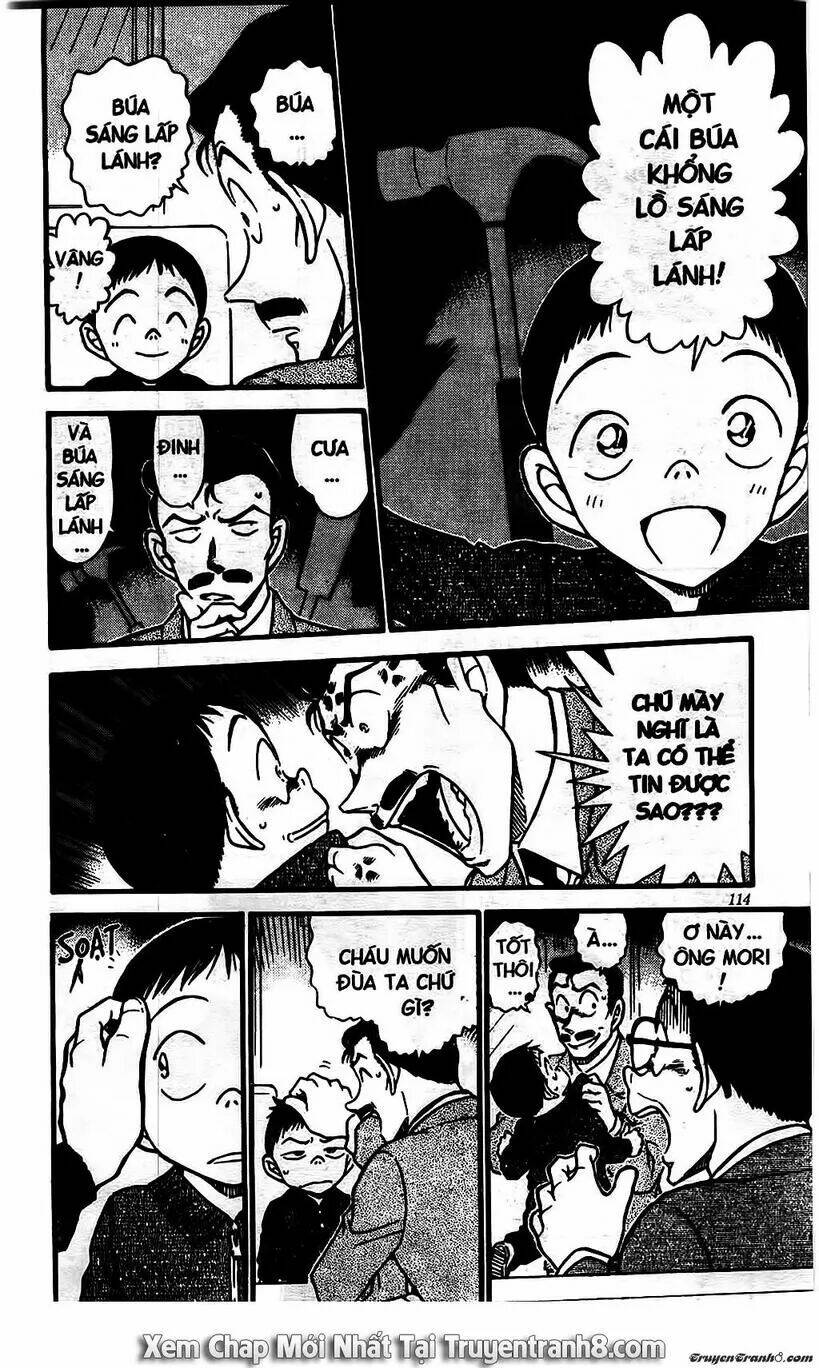 MỘT
CÁI BÚA
KHỔNG
LỒ SÁNG
LẤP
LÁNH!
BÚA
...
BÚA
SÁNG LẤP
LÁNH?
VÂNG
!
CƯA
...
ĐINH
...
VÀ
BÚA
SÁNG
LẤP
LÁNH
...
CHÚ MÀY
NGHĨ LÀ
TA CÓ THỂ
TIN ĐƯỢC
SAO???
114
Ơ NÀY...
ÔNG MORI
!
À...
TỐT
THÔI
...
CHÁU MUỐN
ĐÙA TA CHỨ
GÌ?
SOẠT
Xem Chap Mới Nhất Tại Truyentranh8.com
TruyenTranh8.com